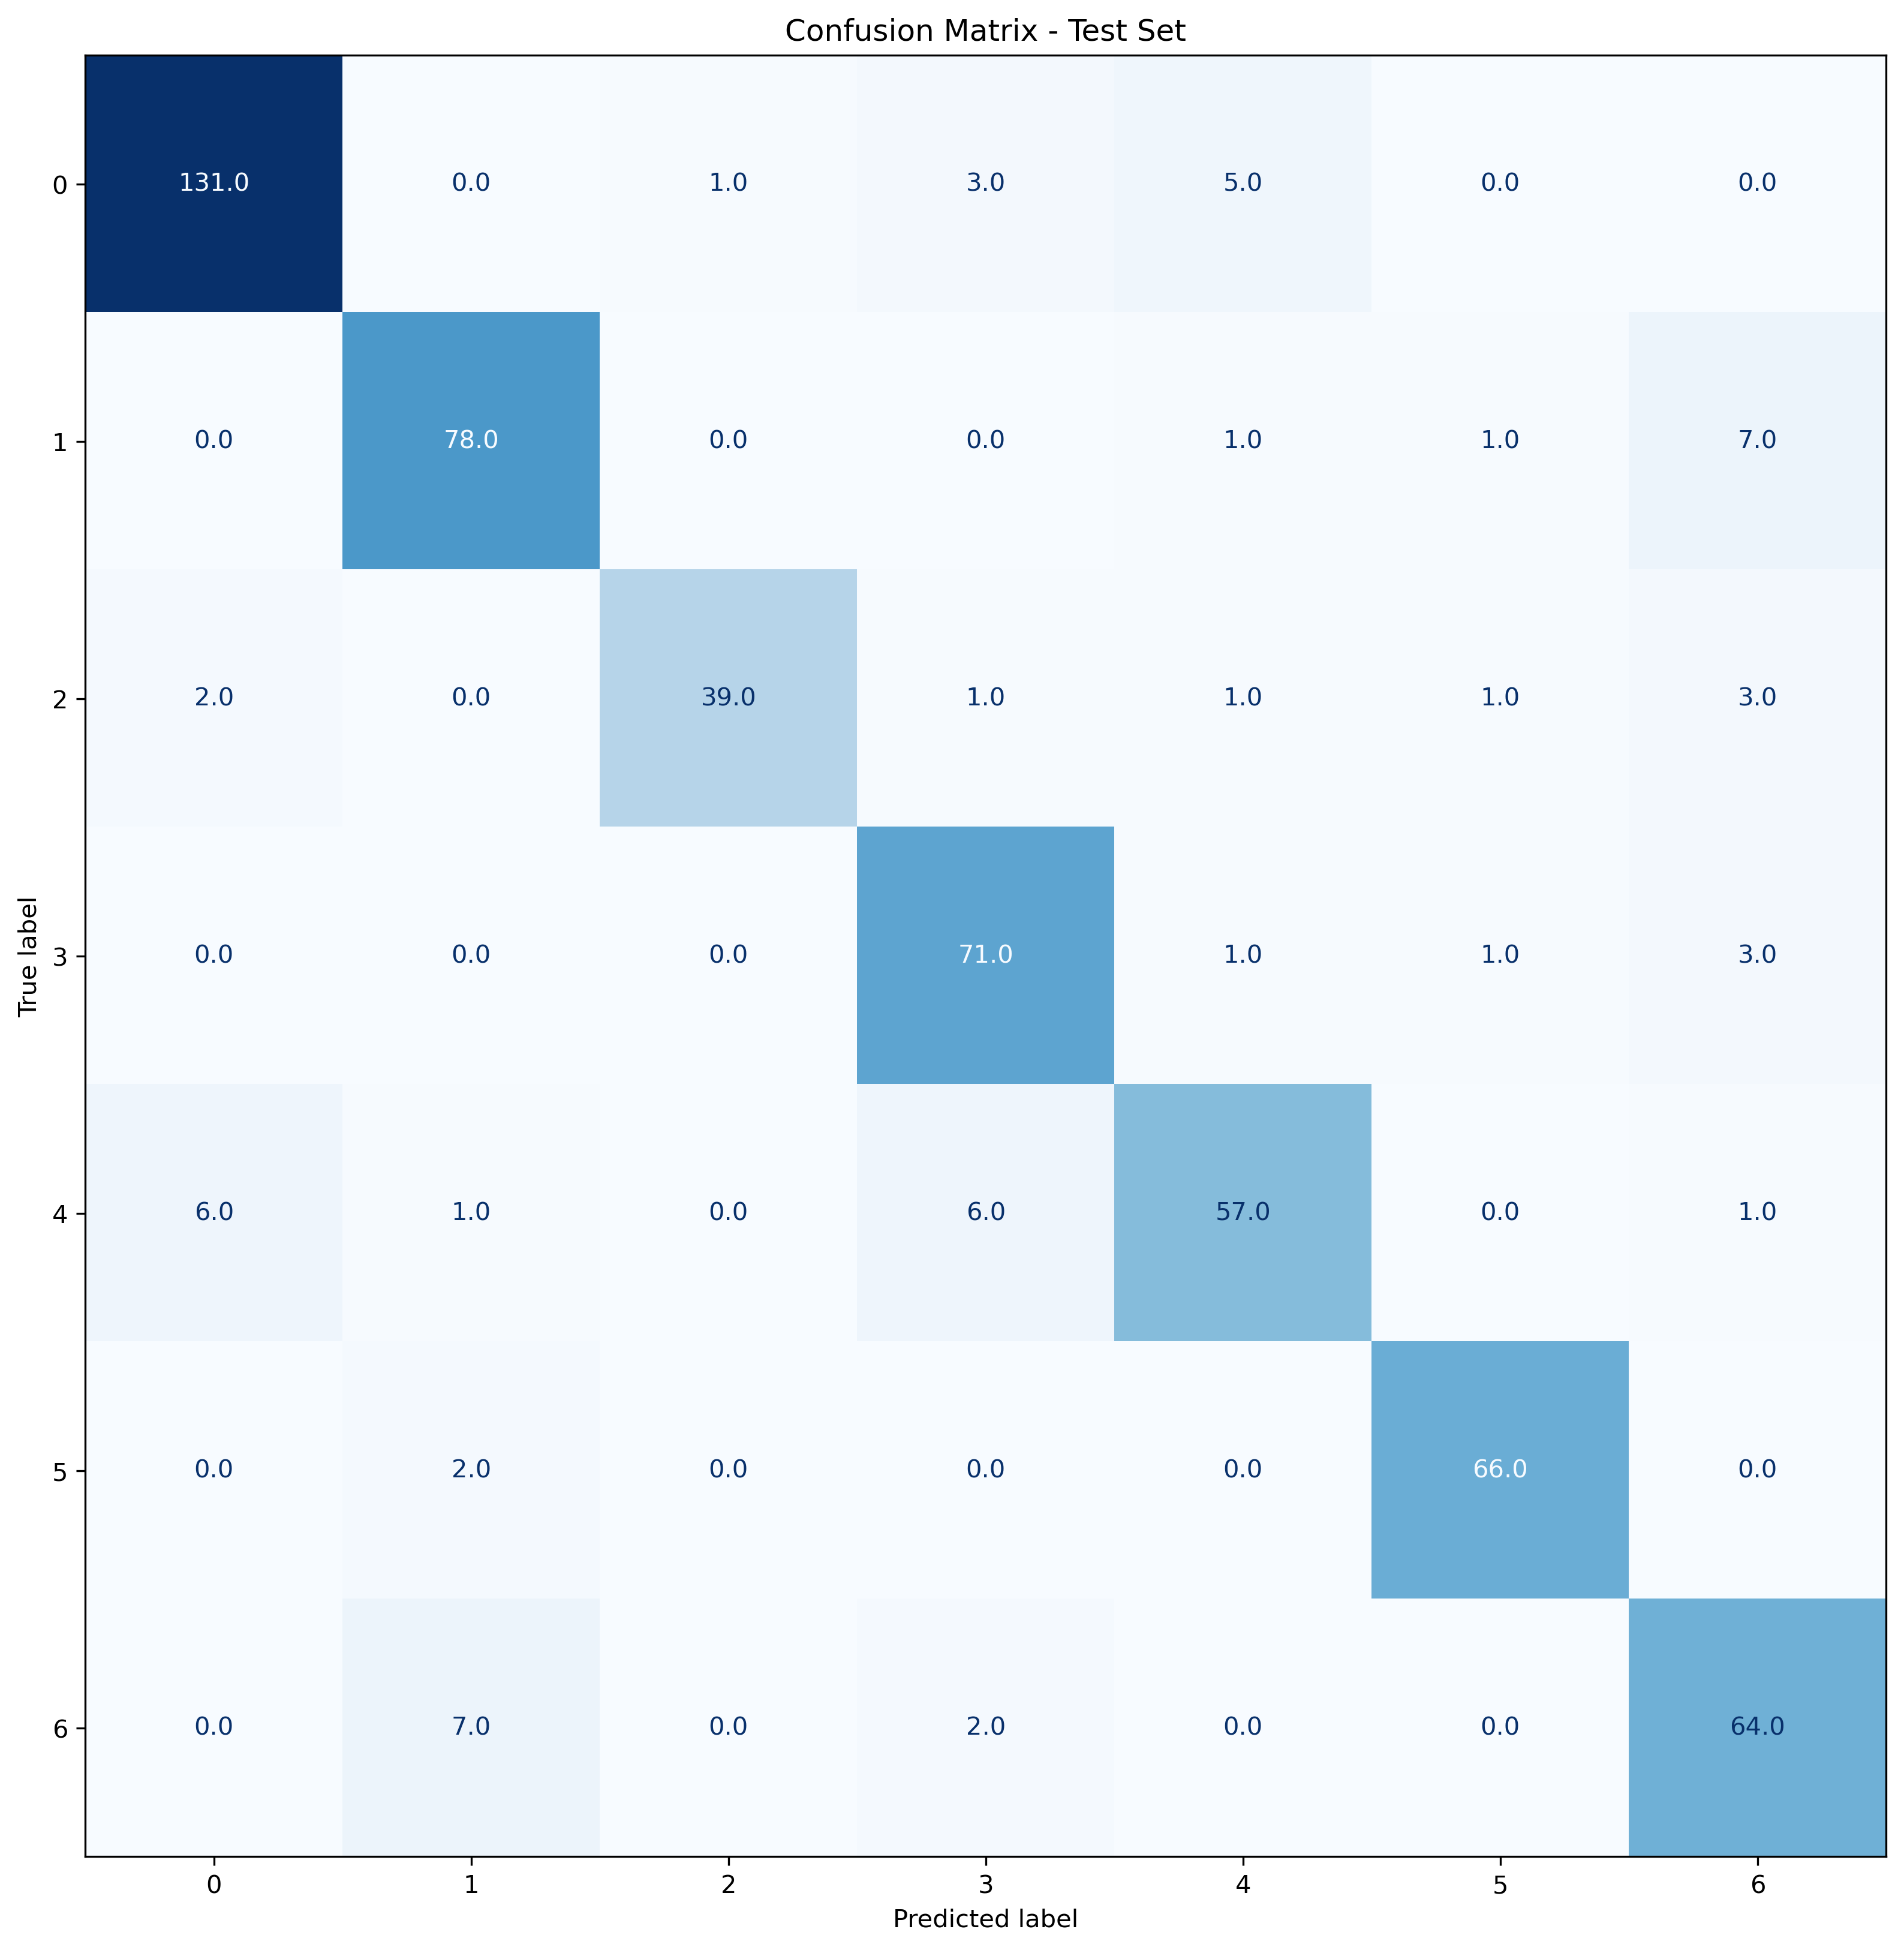 Confusion Matrix - Test Set
0 131.0 0.0 1.0 3.0 5.0 0.0 0.0
1 0.0 78.0 0.0 0.0 1.0 1.0 7.0
2 2.0 0.0 39.0 1.0 1.0 1.0 3.0
3 0.0 0.0 0.0 71.0 1.0 1.0 3.0
4 6.0 1.0 0.0 6.0 57.0 0.0 1.0
5 0.0 2.0 0.0 0.0 0.0 66.0 0.0
6 0.0 7.0 0.0 2.0 0.0 0.0 64.0
True label
0 1 2 3 4 5 6
Predicted label